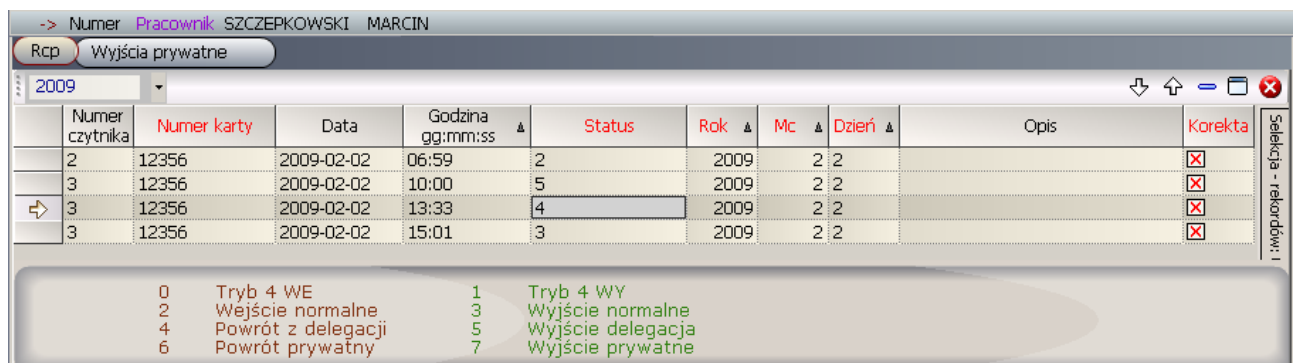 -> Numer Pracownik SZCZEPKOWSKI MARCIN
Rcp Wyjścia prywatne
2009
Numer czytnika Numer karty Data Godzina gg:mm:ss Status Rok Mc Dzień Opis Korekta
2 12356 2009-02-02 06:59 2 2009 2 2
3 12356 2009-02-02 10:00 5 2009 2 2
3 12356 2009-02-02 13:33 4 2009 2 2
3 12356 2009-02-02 15:01 3 2009 2 2
Selekcja - rekordów:
0 Tryb 4 WE 1 Tryb 4 WY
2 Wejście normalne 3 Wyjście normalne
4 Powrót z delegacji 5 Wyjście delegacja
6 Powrót prywatny 7 Wyjście prywatne